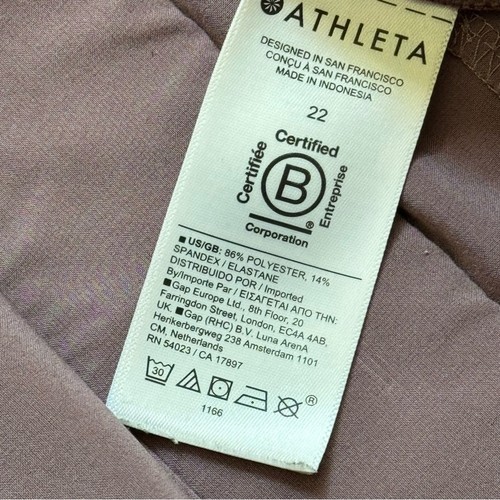 ATHLETA
DESIGNED IN SAN FRANCISCO
CONÇU À SAN FRANCISCO
MADE IN INDONESIA
22
Certified
Certifiée
B
®
Entreprise
Corporation
■ US/GB: 86% POLYESTER, 14%
SPANDEX / ELASTANE
DISTRIBUIDO POR / Imported
By/Importe Par / ΕΙΣΑΓΕΤΑΙ ΑΠΟ ΤΗΝ:
■Gap Europe Ltd., 8th Floor, 20
Farringdon Street, London, EC4A 4AB,
UK. ■Gap (RHC) B.V. Luna ArenA
Herikerbergweg 238 Amsterdam 1101
CM, Netherlands
RN 54023 / CA 17897
30
®
1166